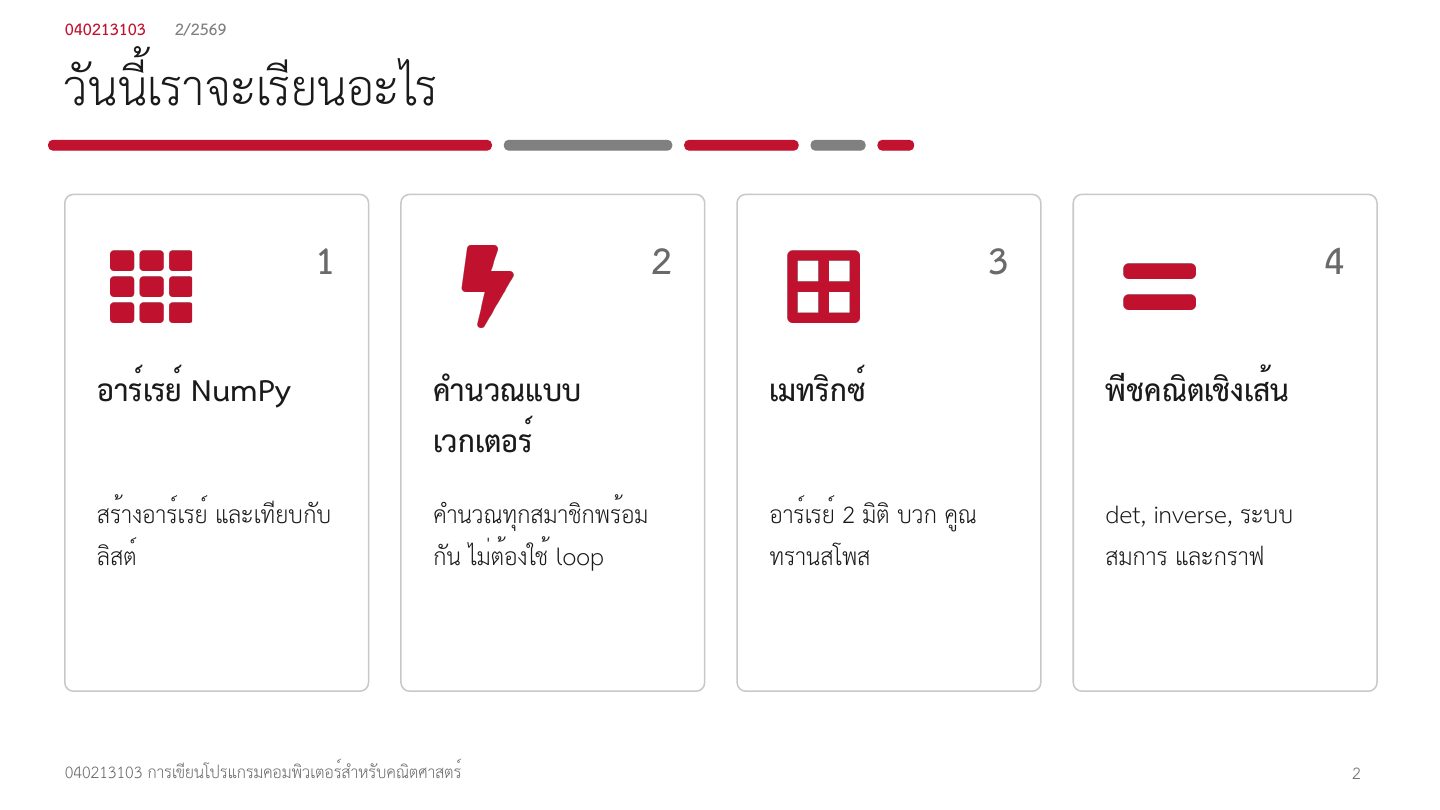 040213103 2/2569
วันนี้เราจะเรียนอะไร
1
อาร์เรย์ NumPy
สร้างอาร์เรย์ และเทียบกับ
ลิสต์
2
คำนวณแบบ
เวกเตอร์
คำนวณทุกสมาชิกพร้อม
กัน ไม่ต้องใช้ loop
3
เมทริกซ์
อาร์เรย์ 2 มิติ บวก คูณ
ทรานสโพส
4
พีชคณิตเชิงเส้น
det, inverse, ระบบ
สมการ และกราฟ
040213103 การเขียนโปรแกรมคอมพิวเตอร์สำหรับคณิตศาสตร์
2